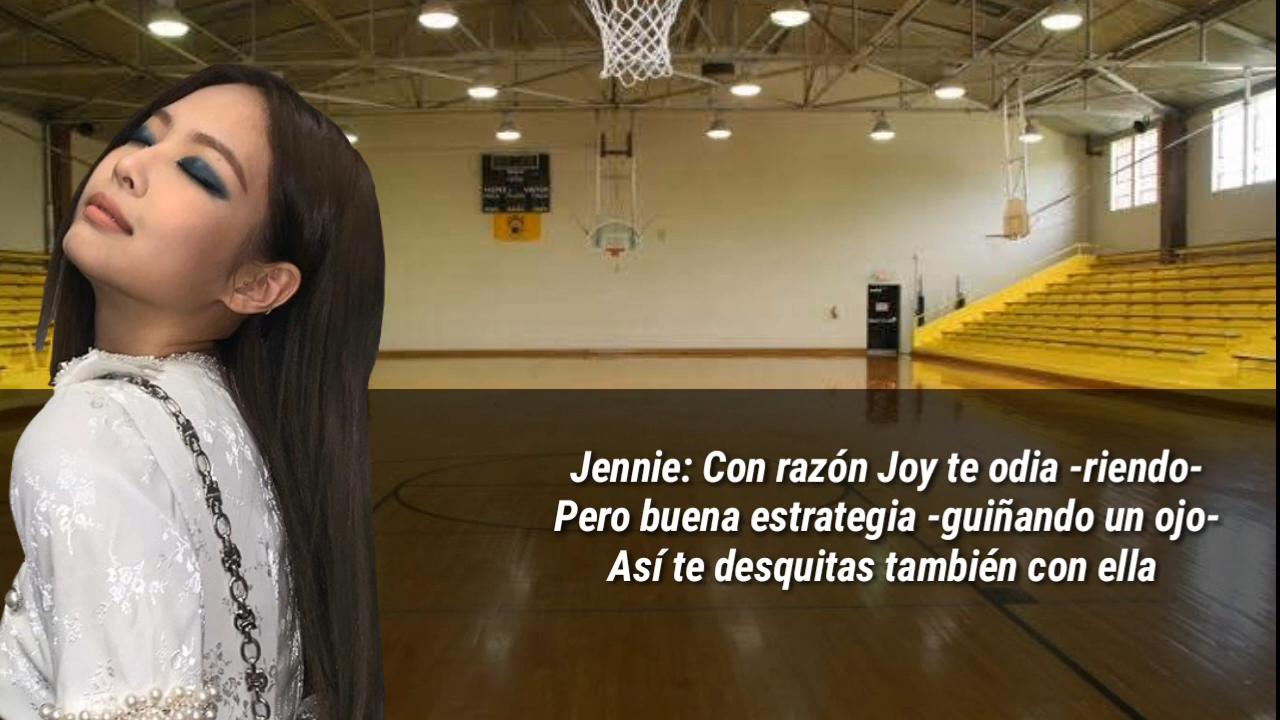 Jennie: Con razón Joy te odia -riendo-
Pero buena estrategia -guiñando un ojo-
Así te desquitas también con ella